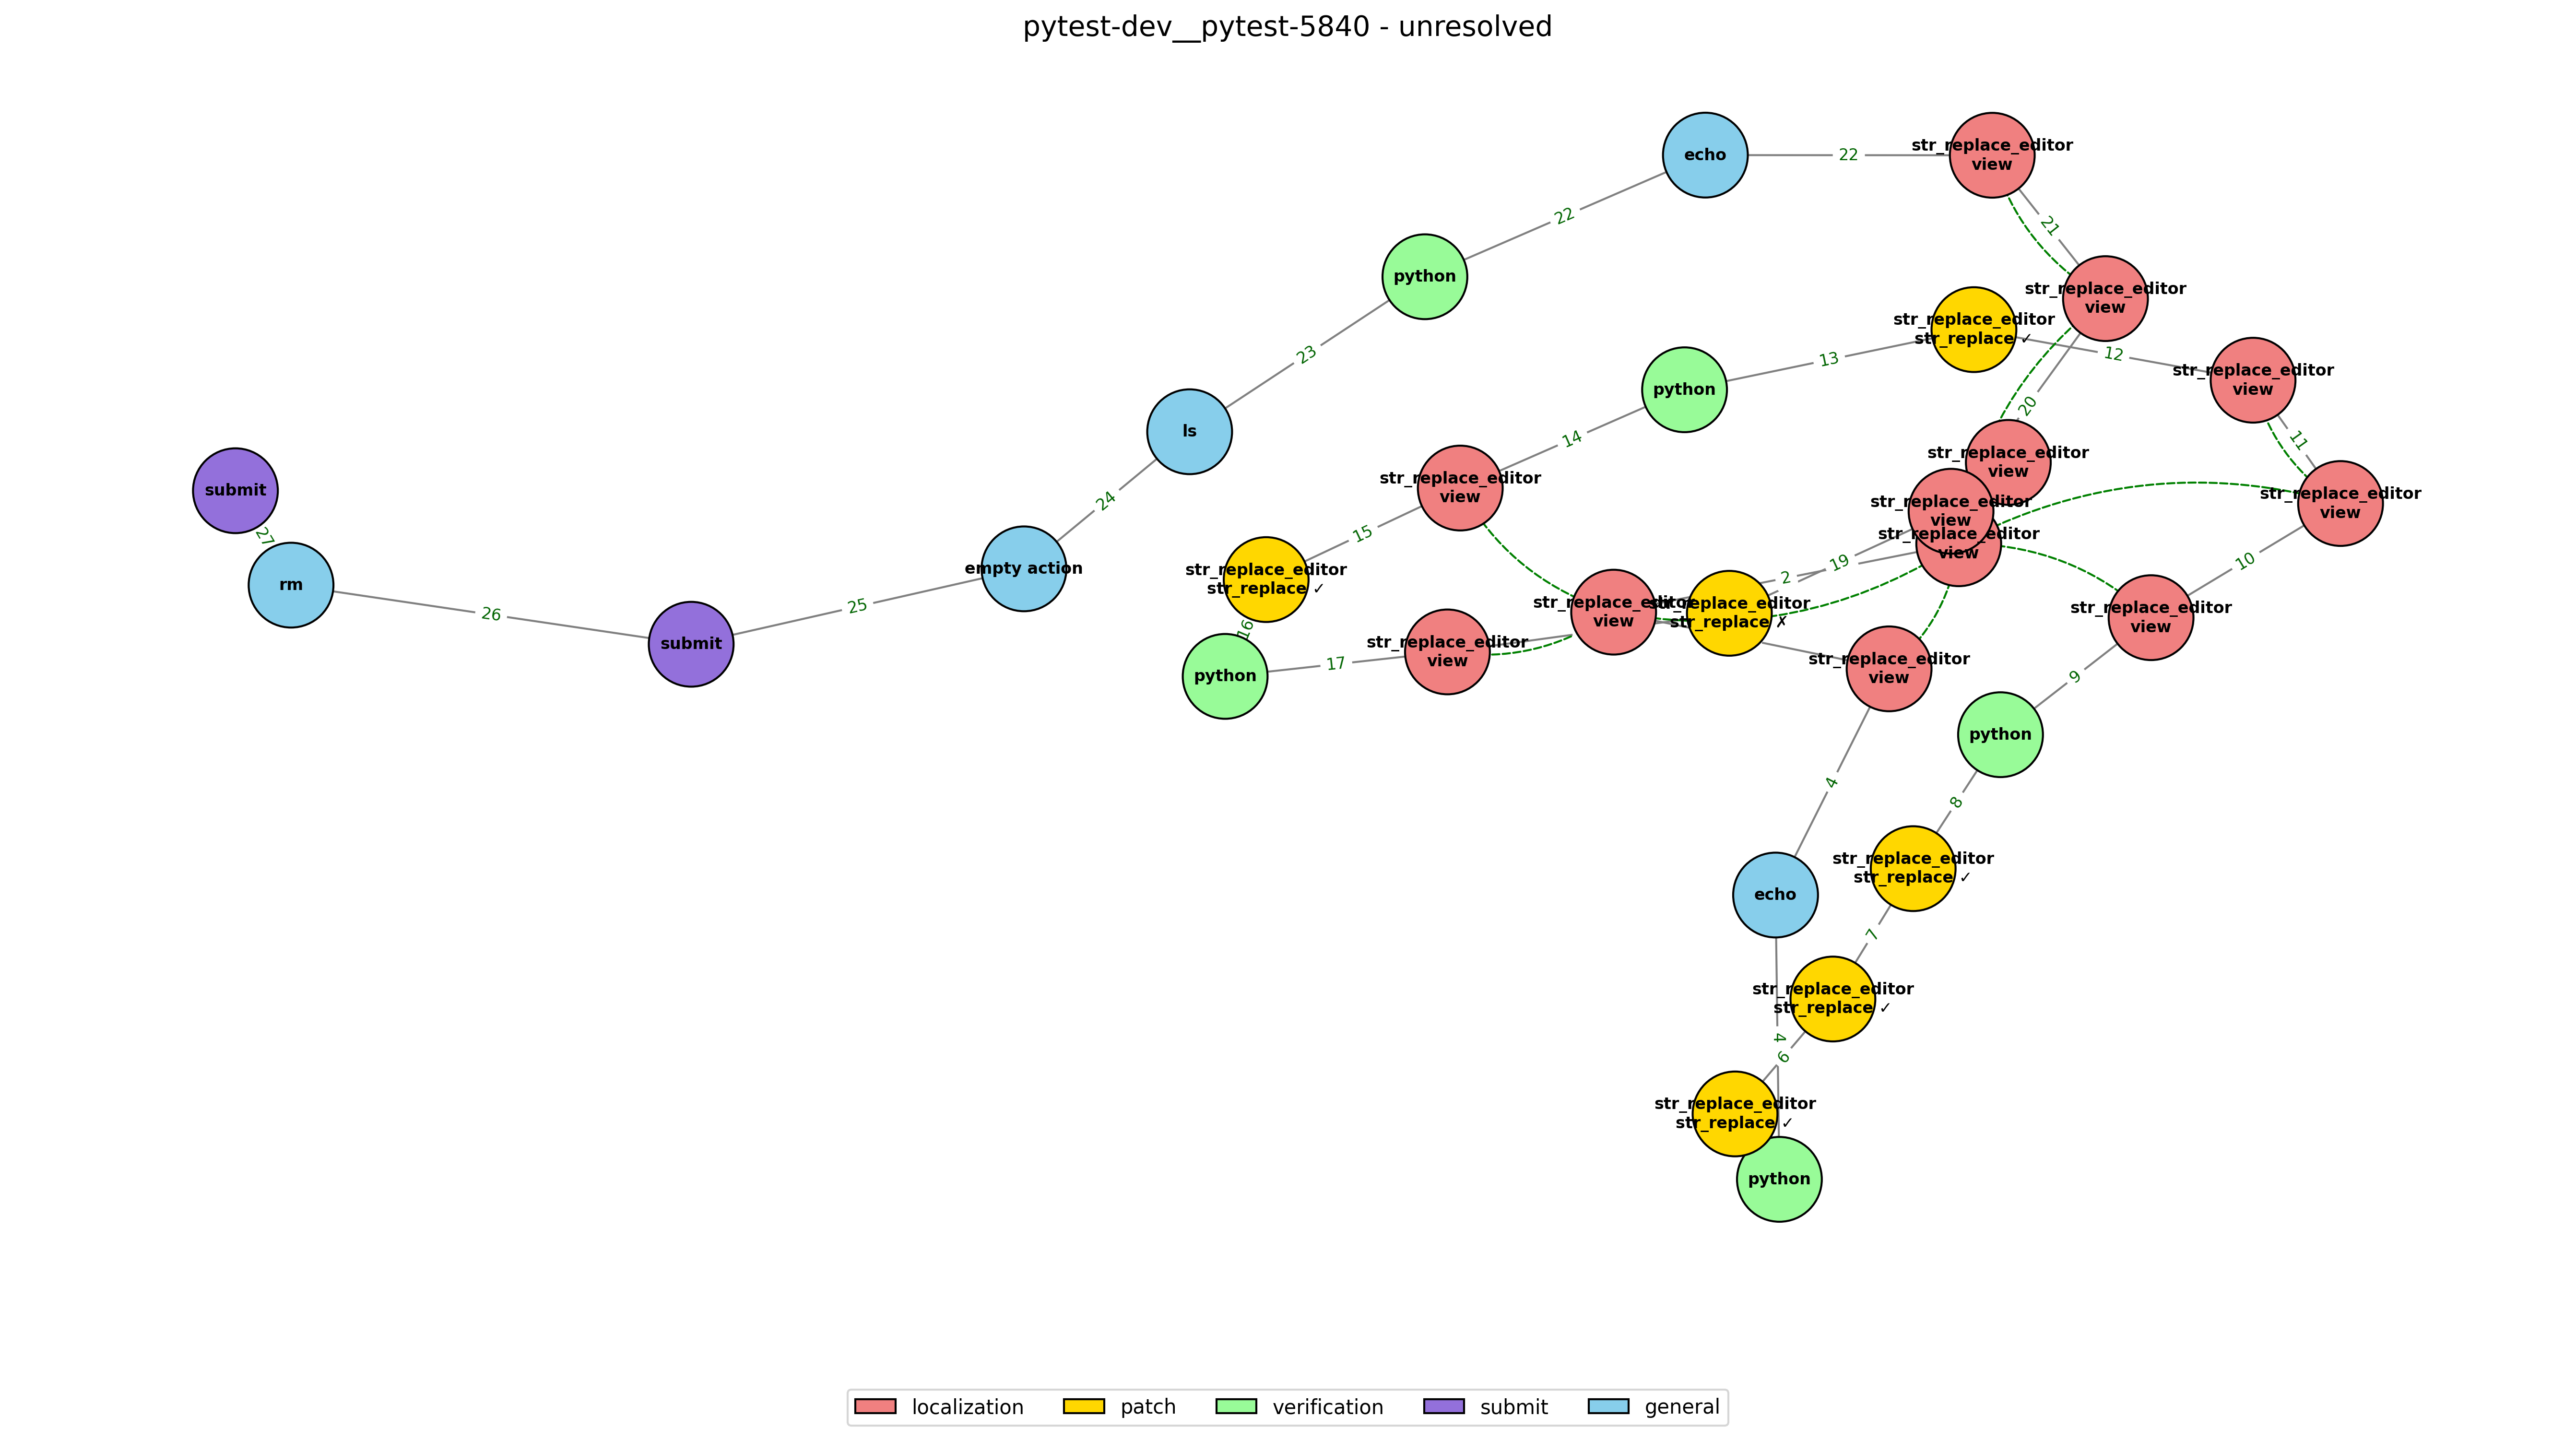 pytest-dev__pytest-5840 - unresolved
echo
22
str_replace_editor
view
22
21
python
str_replace_editor
view
str_replace_editor
str_replace ✓
12
23
13
str_replace_editor
view
python
20
ls
14
11
str_replace_editor
view
str_replace_editor
view
submit
24
str_replace_editor
view
str_replace_editor
view
27
15
str_replace_editor
view
10
19
2
empty action
rm
str_replace_editor
str_replace ✓
str_replace_editor
view
str_replace_editor
str_replace ✗
str_replace_editor
view
26
25
16
submit
str_replace_editor
view
17
python
str_replace_editor
view
9
python
4
8
str_replace_editor
str_replace ✓
echo
7
str_replace_editor
str_replace ✓
4
6
str_replace_editor
str_replace ✓
python
localization
patch
verification
submit
general